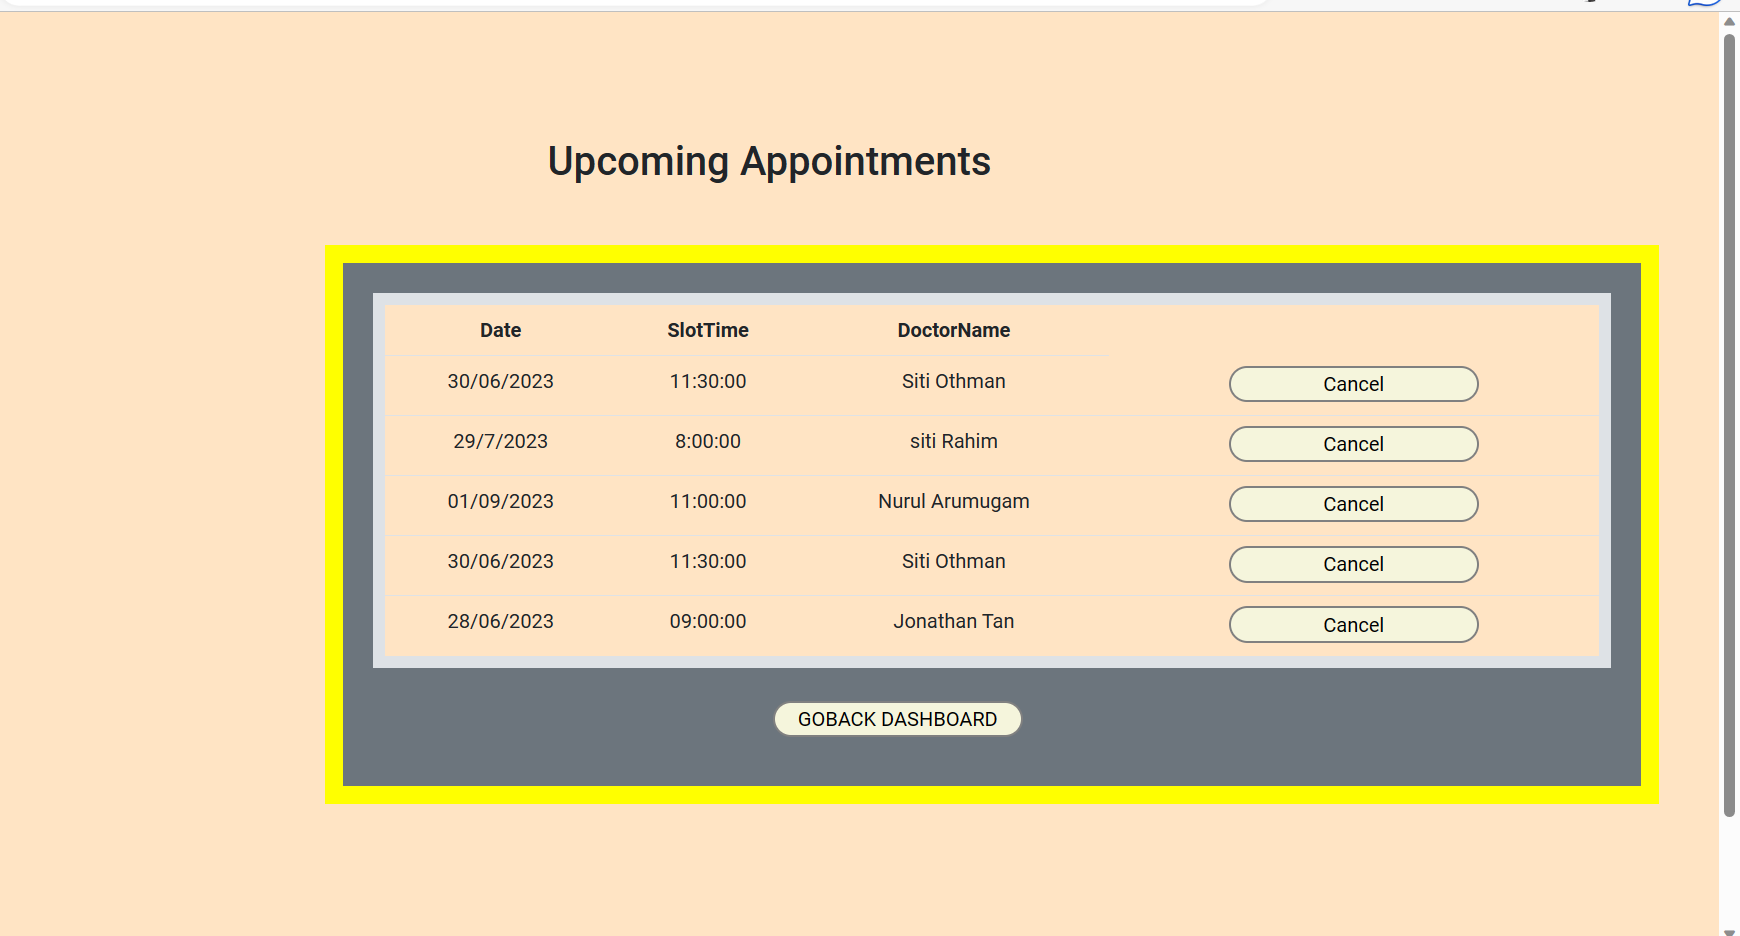 Upcoming Appointments
Date SlotTime DoctorName
30/06/2023 11:30:00 Siti Othman Cancel
29/7/2023 8:00:00 siti Rahim Cancel
01/09/2023 11:00:00 Nurul Arumugam Cancel
30/06/2023 11:30:00 Siti Othman Cancel
28/06/2023 09:00:00 Jonathan Tan Cancel
GOBACK DASHBOARD